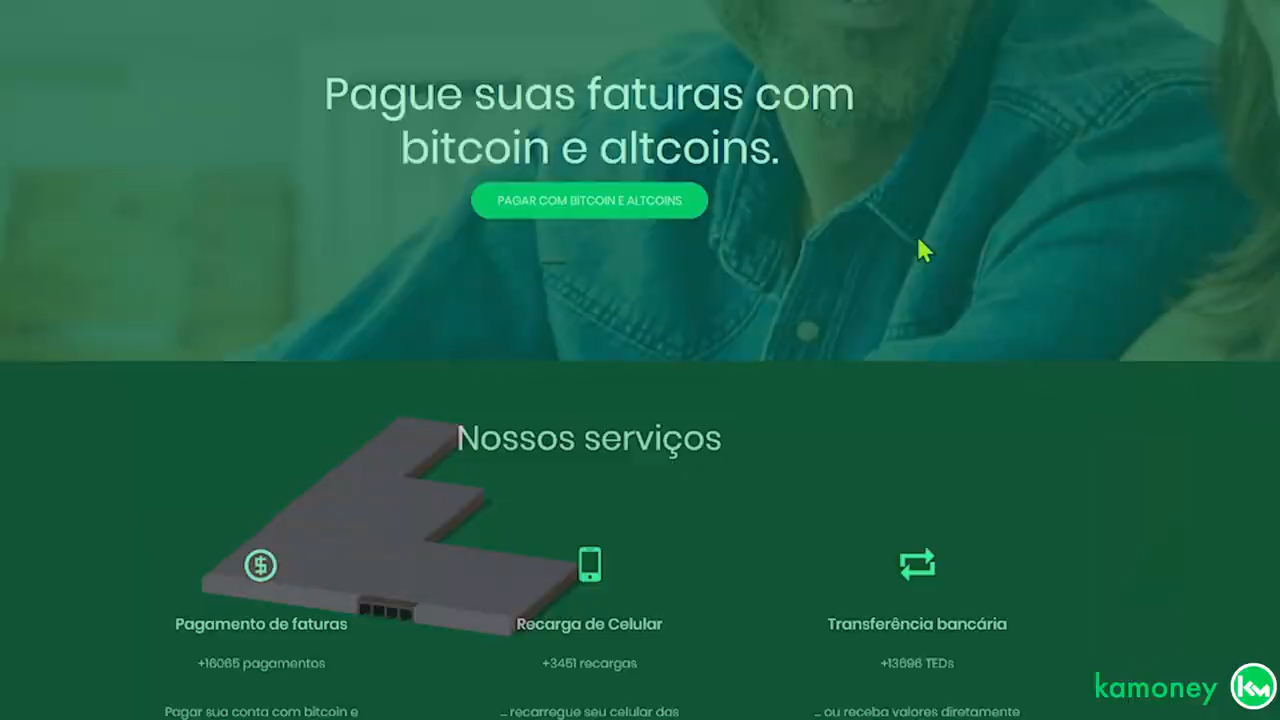 Pague suas faturas com
bitcoin e altcoins.
PAGAR COM BITCOIN E ALTCOINS
Nossos serviços
Pagamento de faturas
Recarga de Celular
Transferência bancária
+16065 pagamentos
+3451 recargas
+13696 TEDs
Pagar sua conta com bitcoin e
... recarregue seu celular das
... ou receba valores diretamente
kamoney